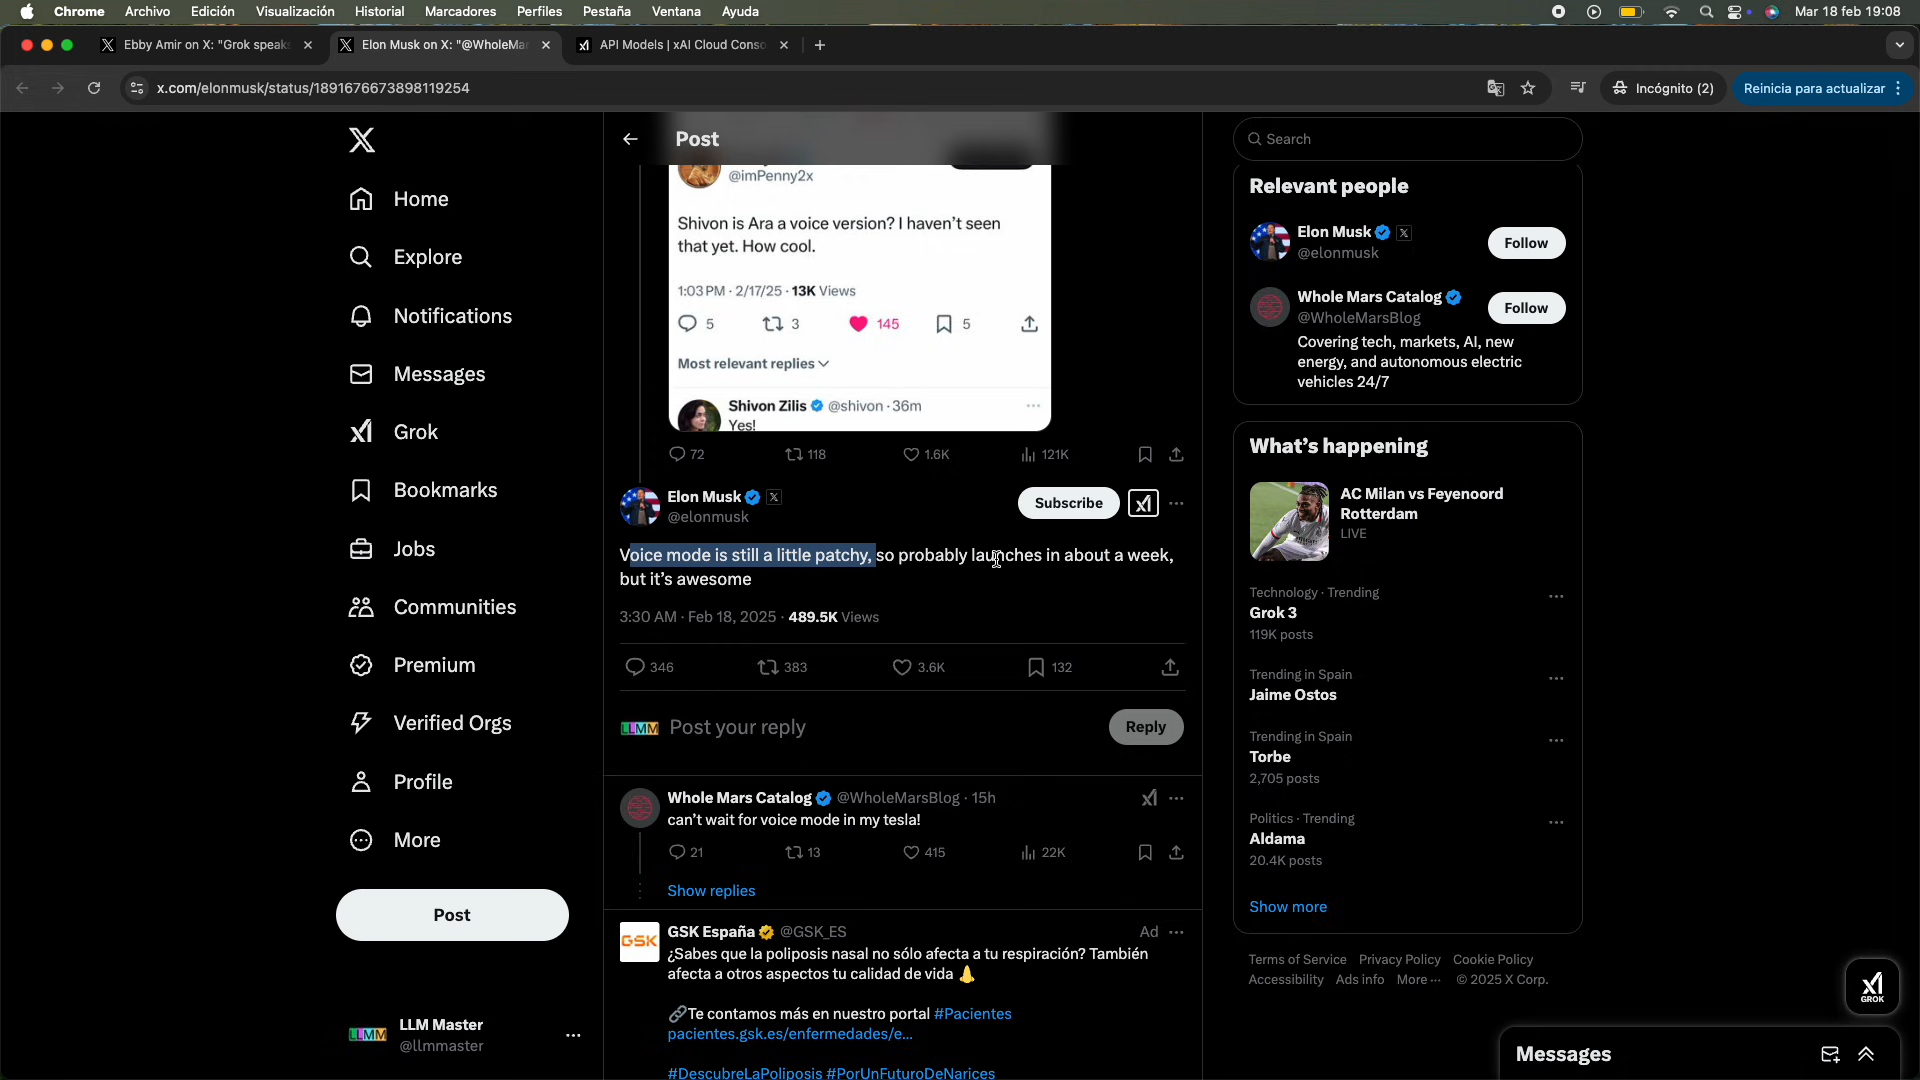 Chrome Archivo Edición Visualización Historial Marcadores Perfiles Pestaña Ventana Ayuda Mar 18 feb 19:08
Ebby Amir on X: "Grok speaks Elon Musk on X: "@WholeMar API Models | xAI Cloud Conso
x.com/elonmusk/status/1891676673898119254 Incógnito (2) Reinicia para actualizar
Home
Explore
Notifications
Messages
Grok
Bookmarks
Jobs
Communities
Premium
Verified Orgs
Profile
More
Post
LLMM LLM Master
@llmmaster
Post
@imPenny2x
Shivon is Ara a voice version? I haven't seen
that yet. How cool.
1:03 PM · 2/17/25 · 13K Views
5 3 145 5
Most relevant replies
Shivon Zilis @shivon · 36m
Yes!
72 118 1.6K 121K
Elon Musk
@elonmusk
Subscribe
Voice mode is still a little patchy, so probably launches in about a week,
but it's awesome
3:30 AM · Feb 18, 2025 · 489.5K Views
346 383 3.6K 132
LLMM Post your reply Reply
Whole Mars Catalog @WholeMarsBlog · 15h
can't wait for voice mode in my tesla!
21 13 415 22K
Show replies
GSK GSK España @GSK_ES Ad
¿Sabes que la poliposis nasal no sólo afecta a tu respiración? También
afecta a otros aspectos tu calidad de vida 👃
🔗Te contamos más en nuestro portal #Pacientes
pacientes.gsk.es/enfermedades/e...
#DescubreLaPoliposis #PorUnFuturoDeNarices
Search
Relevant people
Elon Musk
@elonmusk
Follow
Whole Mars Catalog
@WholeMarsBlog
Follow
Covering tech, markets, AI, new
energy, and autonomous electric
vehicles 24/7
What's happening
AC Milan vs Feyenoord
Rotterdam
LIVE
Technology · Trending
Grok 3
119K posts
Trending in Spain
Jaime Ostos
Trending in Spain
Torbe
2,705 posts
Politics · Trending
Aldama
20.4K posts
Show more
Terms of Service Privacy Policy Cookie Policy
Accessibility Ads info More ··· © 2025 X Corp.
GROK
Messages